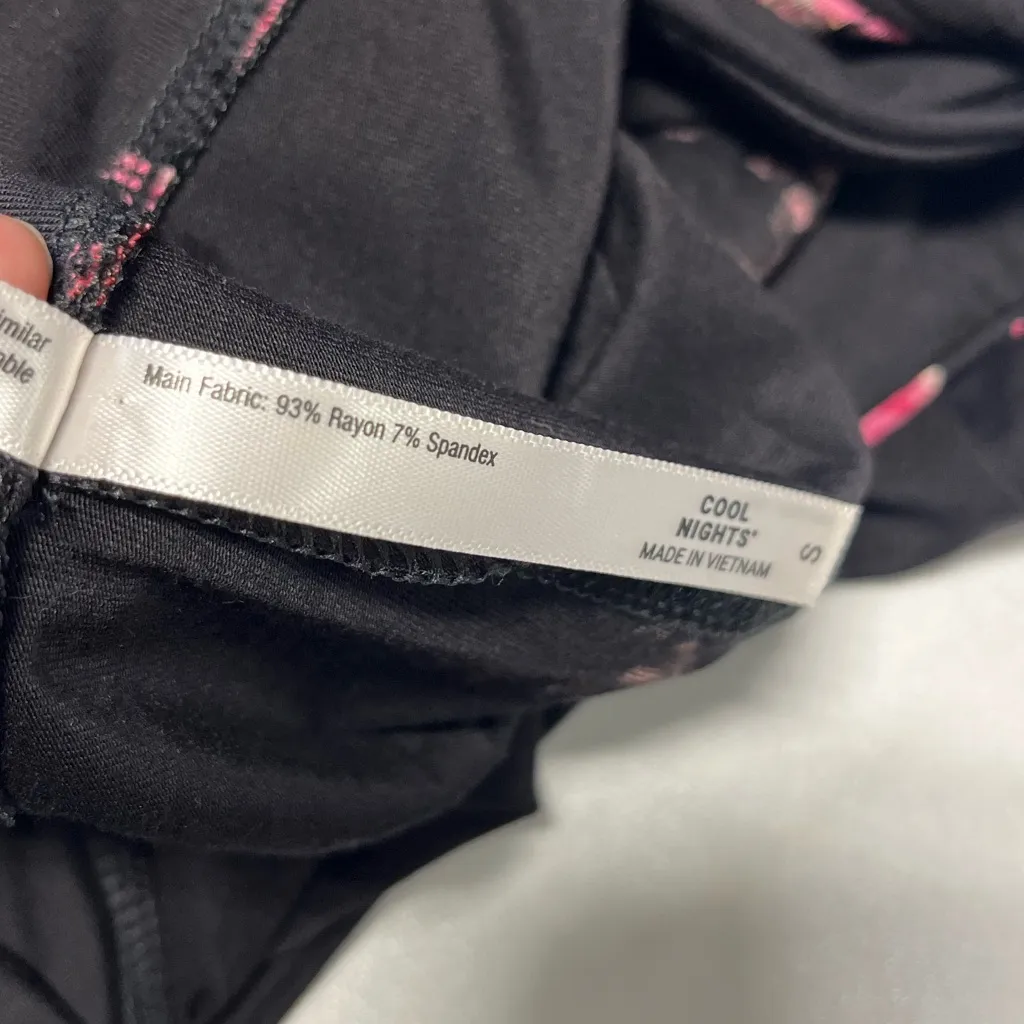 imilar
able
Main Fabric: 93% Rayon 7% Spandex
COOL
NIGHTS®
MADE IN VIETNAM
S